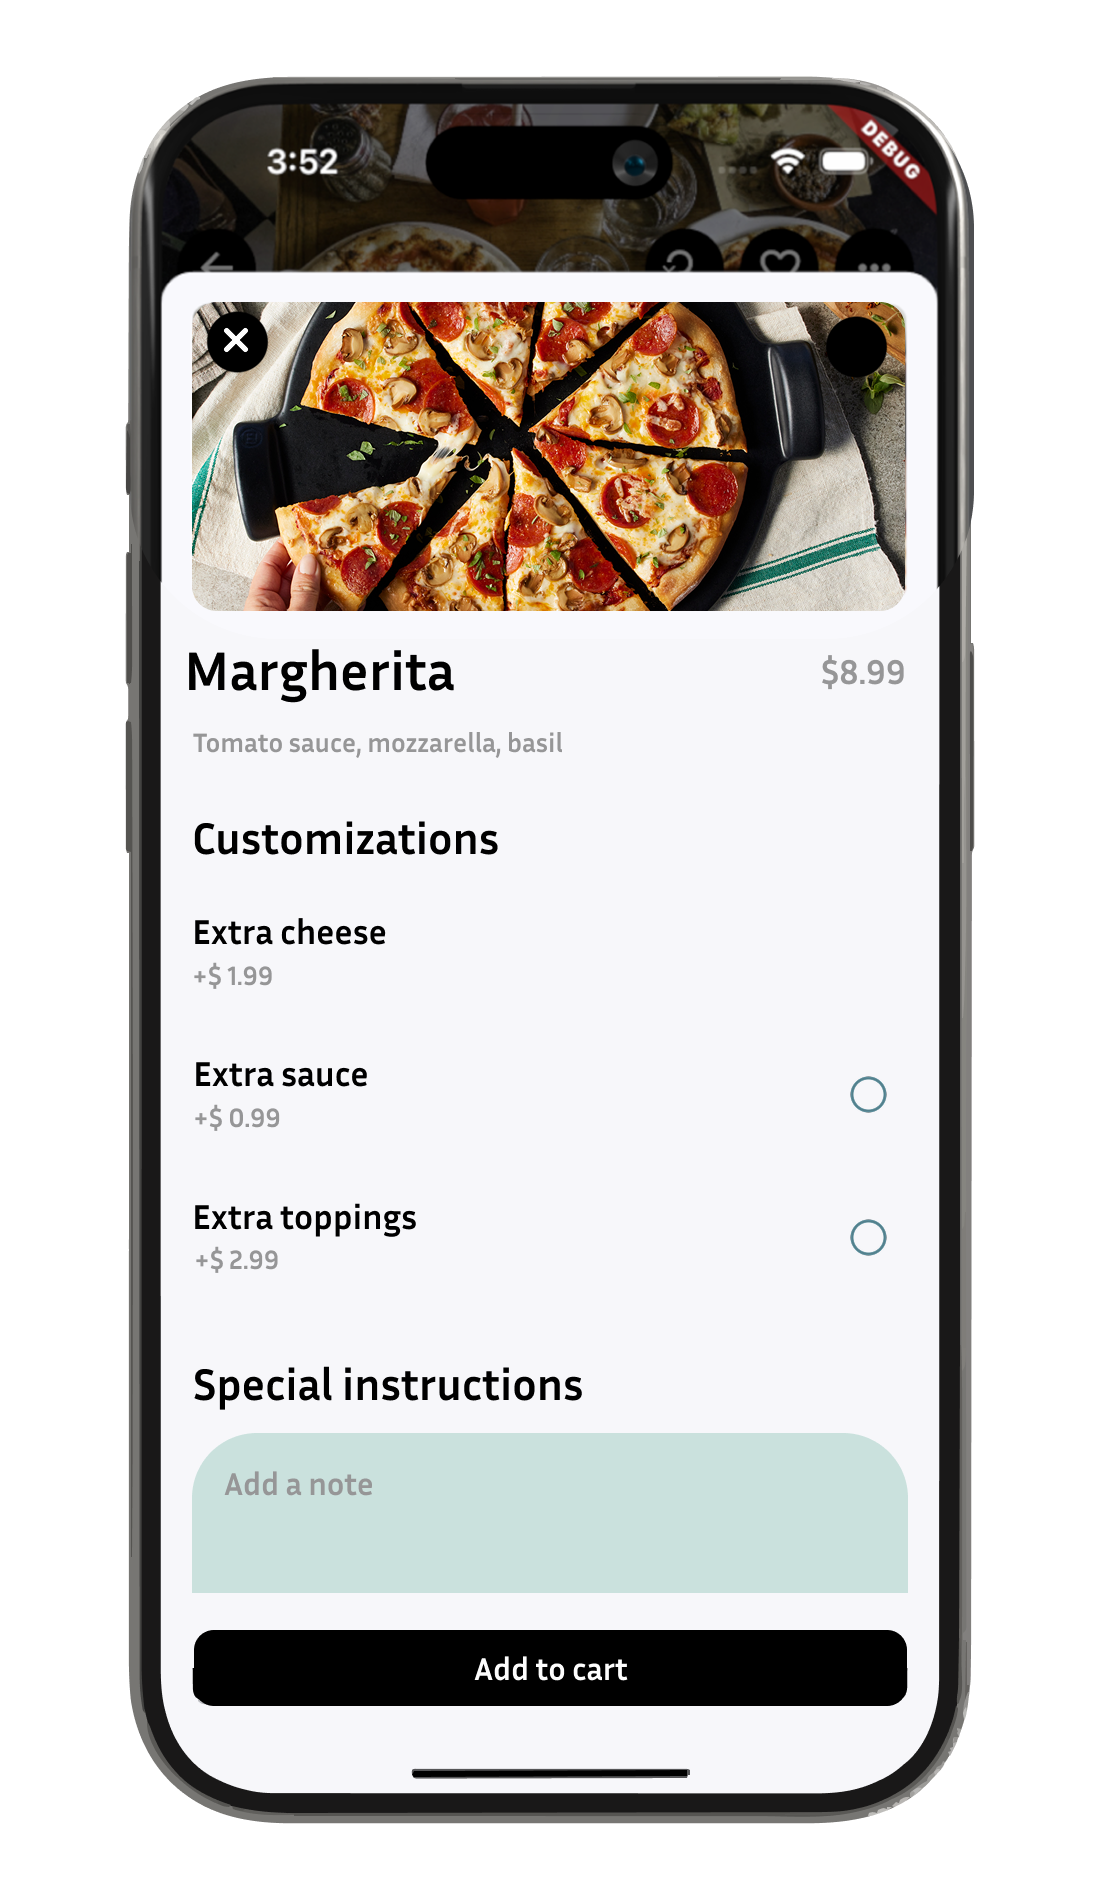 3:52
DEBUG
Margherita
$8.99
Tomato sauce, mozzarella, basil
Customizations
Extra cheese
+$ 1.99
Extra sauce
+$ 0.99
Extra toppings
+$ 2.99
Special instructions
Add a note
Add to cart